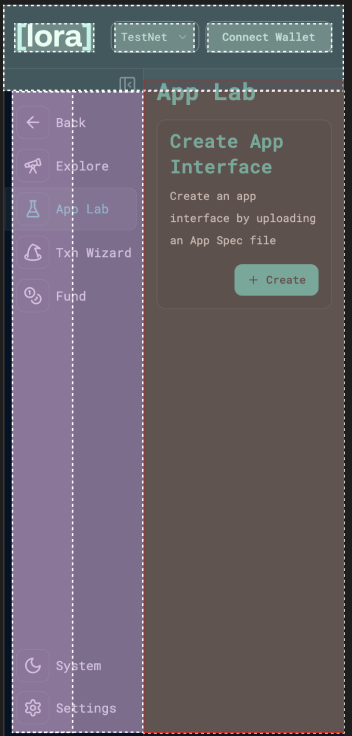 [lora]
TestNet
Connect Wallet
Back
Explore
App Lab
Txn Wizard
Fund
System
Settings
App Lab
Create App
Interface
Create an app
interface by uploading
an App Spec file
+ Create